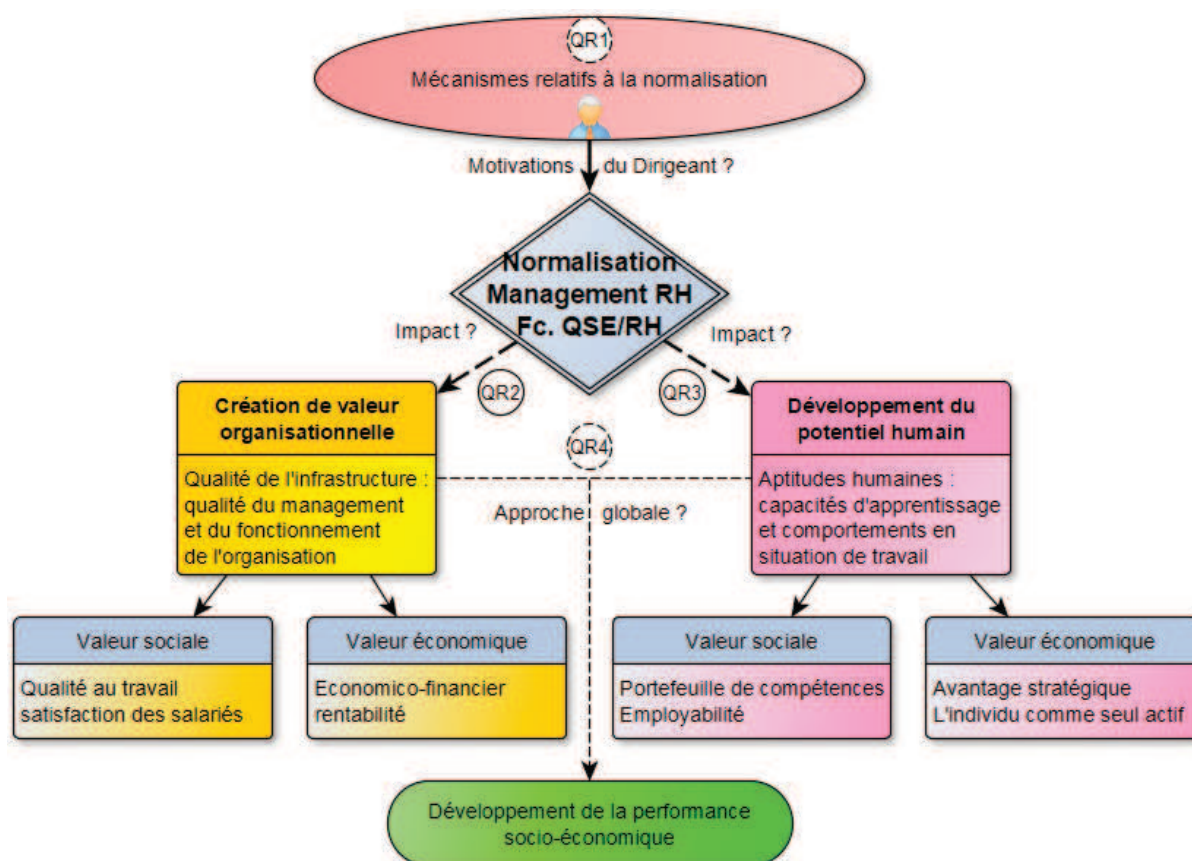 QR1
Mécanismes relatifs à la normalisation
Motivations du Dirigeant ?
Normalisation
Management RH
Fc. QSE/RH
Impact ?
Impact ?
QR2
QR3
Création de valeur
organisationnelle
Qualité de l'infrastructure :
qualité du management
et du fonctionnement
de l'organisation
QR4
Approche globale ?
Développement du
potentiel humain
Aptitudes humaines :
capacités d'apprentissage
et comportements en
situation de travail
Valeur sociale
Qualité au travail
satisfaction des salariés
Valeur économique
Economico-financier
rentabilité
Valeur sociale
Portefeuille de compétences
Employabilité
Valeur économique
Avantage stratégique
L'individu comme seul actif
Développement de la performance
socio-économique